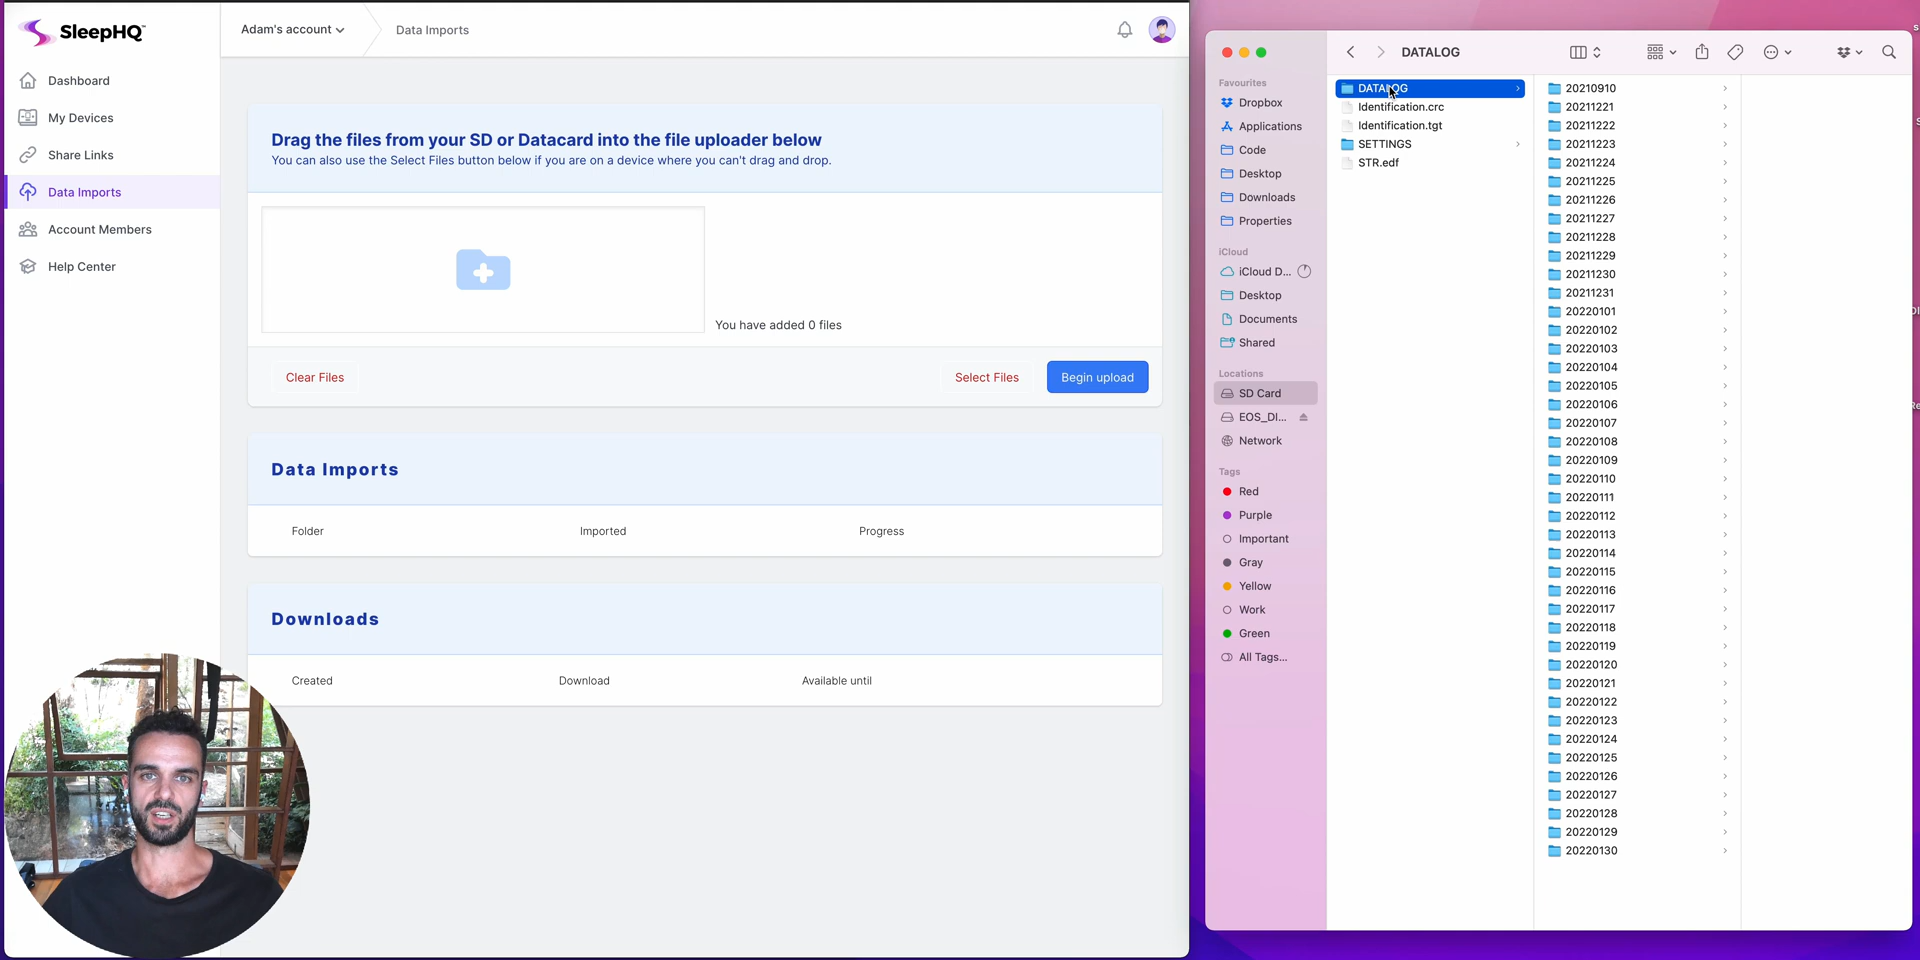 SleepHQ™
Dashboard
My Devices
Share Links
Data Imports
Account Members
Help Center
Adam's account
Data Imports
Drag the files from your SD or Datacard into the file uploader below
You can also use the Select Files button below if you are on a device where you can't drag and drop.
You have added 0 files
Clear Files
Select Files
Begin upload
Data Imports
Folder
Imported
Progress
Downloads
Created
Download
Available until
DATALOG
Favourites
Dropbox
Applications
Code
Desktop
Downloads
Properties
iCloud
iCloud D...
Desktop
Documents
Shared
Locations
SD Card
EOS_DI...
Network
Tags
Red
Purple
Important
Gray
Yellow
Work
Green
All Tags...
DATALOG
Identification.crc
Identification.tgt
SETTINGS
STR.edf
20210910
20211221
20211222
20211223
20211224
20211225
20211226
20211227
20211228
20211229
20211230
20211231
20220101
20220102
20220103
20220104
20220105
20220106
20220107
20220108
20220109
20220110
20220111
20220112
20220113
20220114
20220115
20220116
20220117
20220118
20220119
20220120
20220121
20220122
20220123
20220124
20220125
20220126
20220127
20220128
20220129
20220130